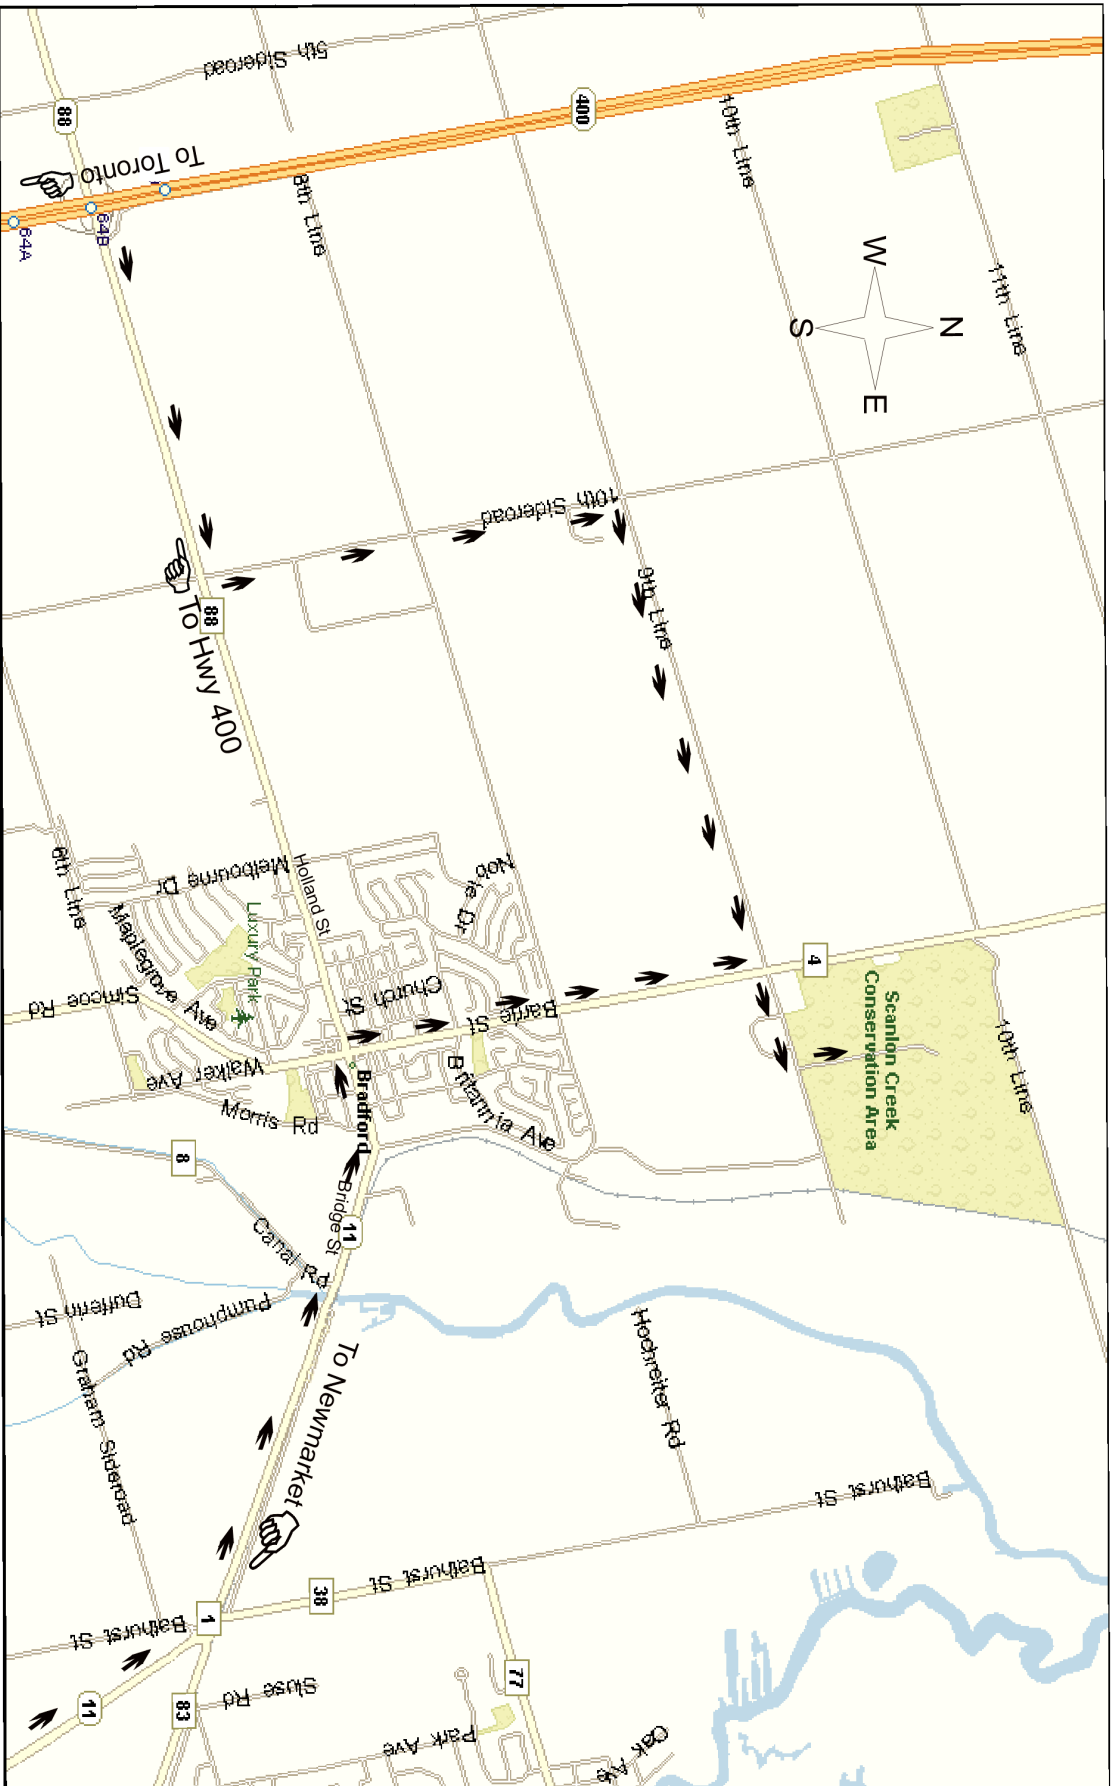 5th Sideroad
88
400
To Toronto
64B
64A
8th Line
10th Line
11th Line
W
N
S
E
10th Sideroad
9th Line
88
To Hwy 400
6th Line
Melbourne Dr
Holland St
Noble Dr
Luxury Park
Maplegrove Ave
Simcoe Rd
Church St
Barrie St
4
Scanlon Creek
Conservation Area
10th Line
Walker Ave
Morris Rd
Bradford
Britannia Ave
8
Bridge St
11
Canal Rd
Dufferin St
Pumphouse Rd
Graham Sideroad
To Newmarket
Hochreiter Rd
Bathurst St
Bathurst St
38
1
Bathurst St
11
83
Sluse Rd
77
Park Ave
Oak Ave